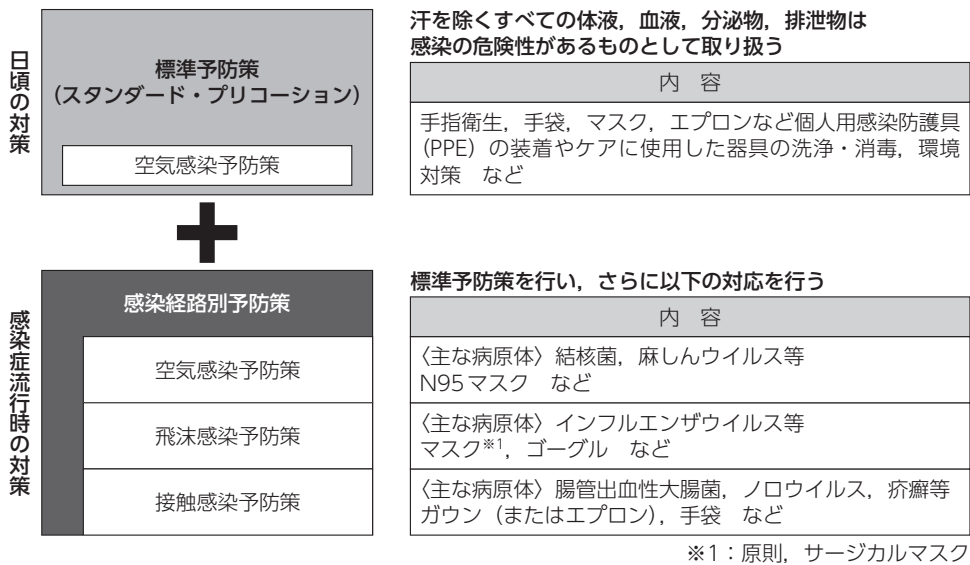 日頃の対策
標準予防策
（スタンダード・プリコーション）
空気感染予防策
汗を除くすべての体液，血液，分泌物，排泄物は
感染の危険性があるものとして取り扱う
内　容
手指衛生，手袋，マスク，エプロンなど個人用感染防護具
（PPE）の装着やケアに使用した器具の洗浄・消毒，環境
対策　など
感染症流行時の対策
感染経路別予防策
空気感染予防策
飛沫感染予防策
接触感染予防策
標準予防策を行い，さらに以下の対応を行う
内　容
〈主な病原体〉結核菌，麻しんウイルス等
N95マスク　など
〈主な病原体〉インフルエンザウイルス等
マスク※1，ゴーグル　など
〈主な病原体〉腸管出血性大腸菌，ノロウイルス，疥癬等
ガウン（またはエプロン），手袋　など
※1：原則，サージカルマスク